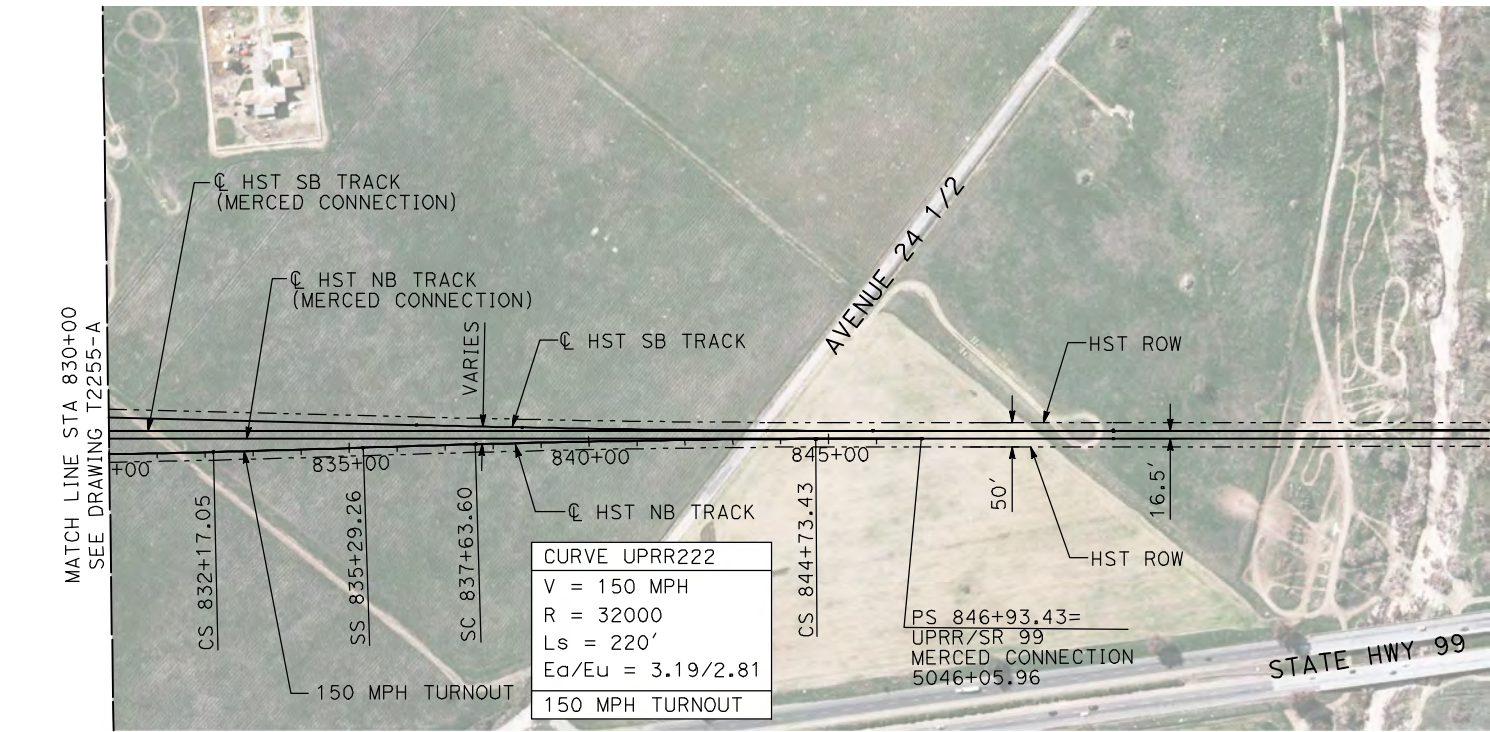 ℄ HST SB TRACK
(MERCED CONNECTION)
℄ HST NB TRACK
(MERCED CONNECTION)
VARIES
℄ HST SB TRACK
AVENUE 24 1/2
HST ROW
MATCH LINE STA 830+00
SEE DRAWING T2255-A
+00
835+00
840+00
845+00
CS 832+17.05
SS 835+29.26
SC 837+63.60
℄ HST NB TRACK
CS 844+73.43
50'
16.5'
HST ROW
150 MPH TURNOUT
CURVE UPRR222
V = 150 MPH
R = 32000
Ls = 220'
Ea/Eu = 3.19/2.81
150 MPH TURNOUT
PS 846+93.43=
UPRR/SR 99
MERCED CONNECTION
5046+05.96
STATE HWY 99